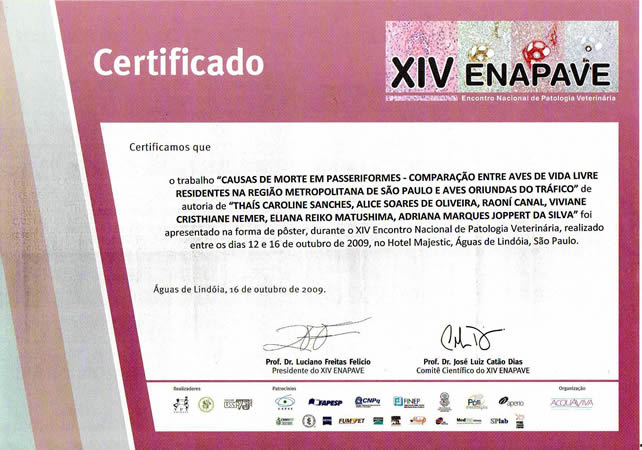 Certificado
XIV ENAPAVE
Encontro Nacional de Patologia Veterinária
Certificamos que
o trabalho "CAUSAS DE MORTE EM PASSERIFORMES - COMPARAÇÃO ENTRE AVES DE VIDA LIVRE
RESIDENTES NA REGIÃO METROPOLITANA DE SÃO PAULO E AVES ORIUNDAS DO TRÁFICO" de
autoria de "THAÍS CAROLINE SANCHES, ALICE SOARES DE OLIVEIRA, RAONÍ CANAL, VIVIANE
CRISTHIANE NEMER, ELIANA REIKO MATUSHIMA, ADRIANA MARQUES JOPPERT DA SILVA" foi
apresentado na forma de pôster, durante o XIV Encontro Nacional de Patologia Veterinária, realizado
entre os dias 12 e 16 de outubro de 2009, no Hotel Majestic, Águas de Lindóia, São Paulo.
Águas de Lindóia, 16 de outubro de 2009.
Prof. Dr. Luciano Freitas Felicio
Presidente do XIV ENAPAVE
Prof. Dr. José Luiz Catão Dias
Comitê Científico do XIV ENAPAVE
Realizadores
Patrocínios
Organização
FAPESP
CNPq
FINEP
aperio
ACQUAVIVA
FUMVET
SPlab